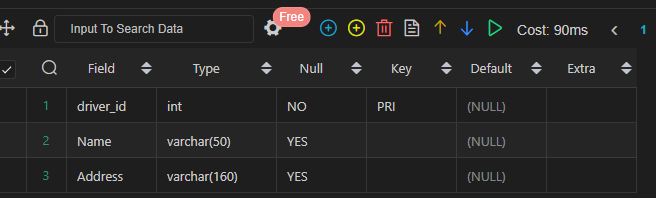 Free
Input To Search Data Cost: 90ms 1
Field Type Null Key Default Extra
1 driver_id int NO PRI (NULL)
2 Name varchar(50) YES (NULL)
3 Address varchar(160) YES (NULL)